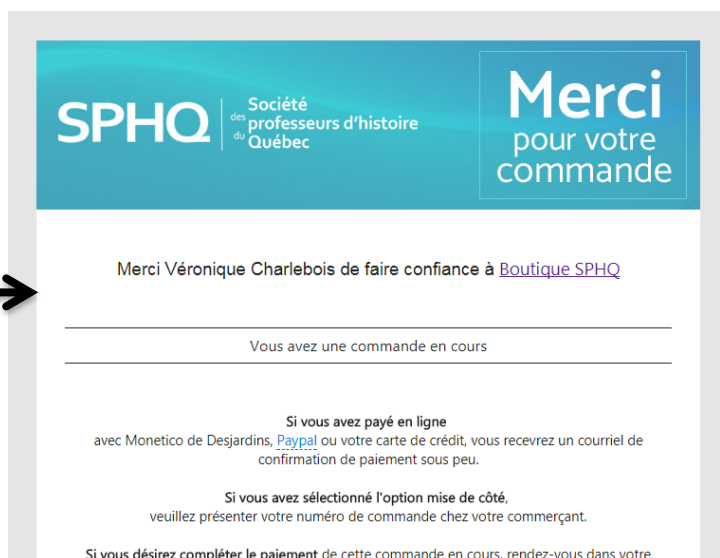 SPHQ
Société
des professeurs d'histoire
du Québec
Merci
pour votre
commande
Merci Véronique Charlebois de faire confiance à Boutique SPHQ
Vous avez une commande en cours
Si vous avez payé en ligne
avec Monetico de Desjardins, Paypal ou votre carte de crédit, vous recevrez un courriel de
confirmation de paiement sous peu.
Si vous avez sélectionné l'option mise de côté,
veuillez présenter votre numéro de commande chez votre commerçant.
Si vous désirez compléter le paiement de cette commande en cours, rendez-vous dans votre